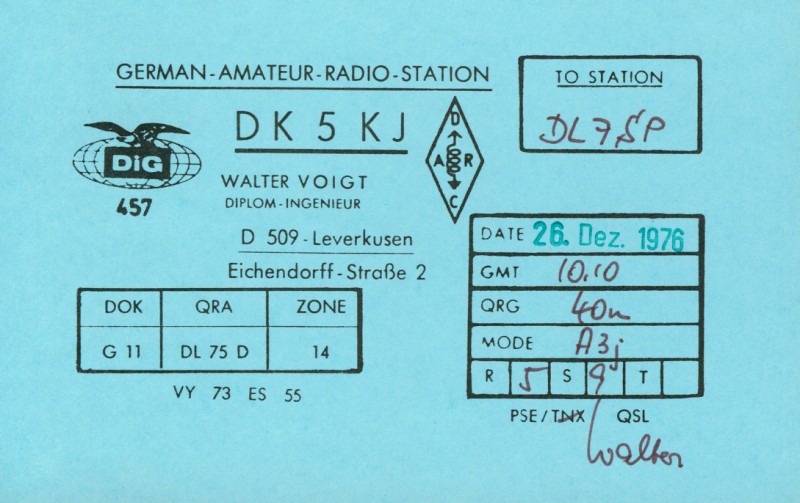 GERMAN-AMATEUR-RADIO-STATION
DK 5 KJ
DiG
457
WALTER VOIGT
DIPLOM-INGENIEUR
D 509-Leverkusen
Eichendorff-Straße 2
D
A R
C
TO STATION
DL7SP
DATE 26. Dez. 1976
GMT 10.10
QRG 40m
MODE A3j
R 5 S 9 T
PSE/TNX QSL
Walter
DOK QRA ZONE
G 11 DL 75 D 14
VY 73 ES 55